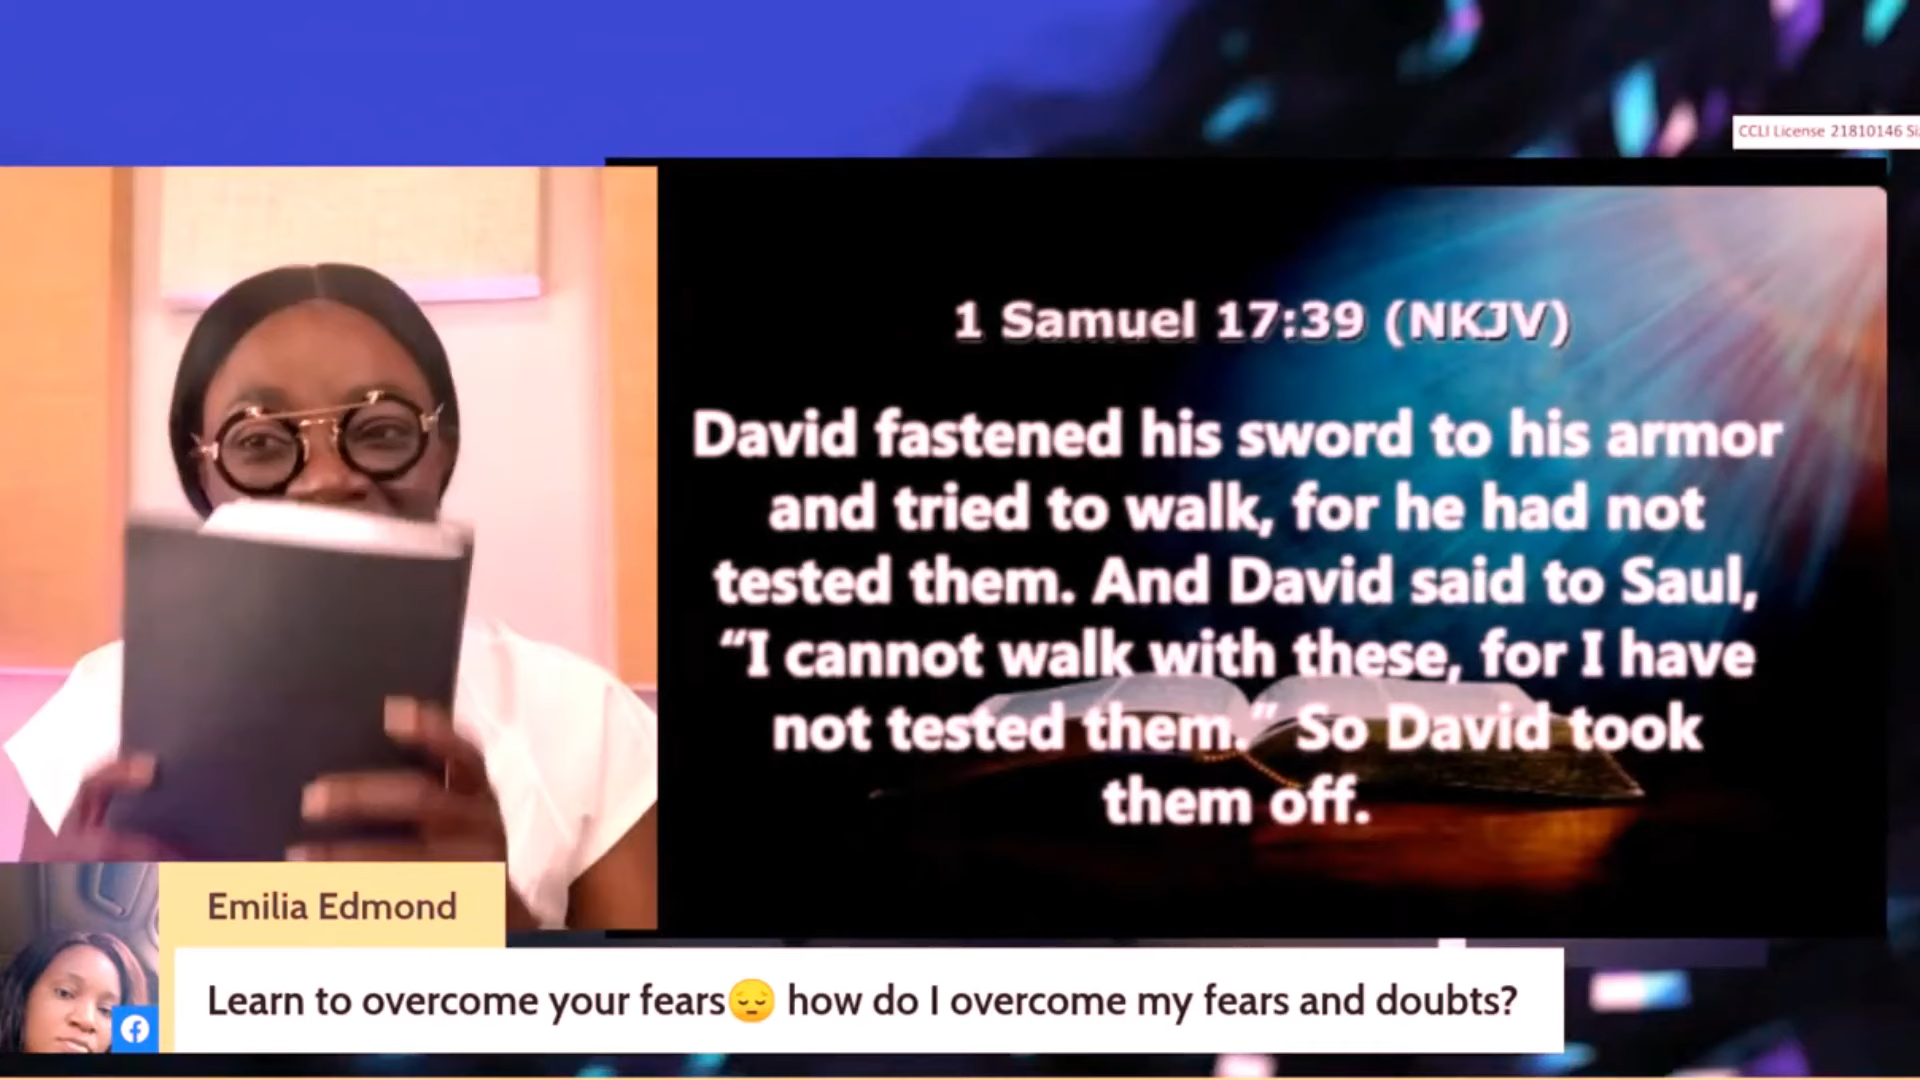 CCLI License 21810146 Si
1 Samuel 17:39 (NKJV)
David fastened his sword to his armor
and tried to walk, for he had not
tested them. And David said to Saul,
“I cannot walk with these, for I have
not tested them.” So David took
them off.
Emilia Edmond
Learn to overcome your fears😔 how do I overcome my fears and doubts?